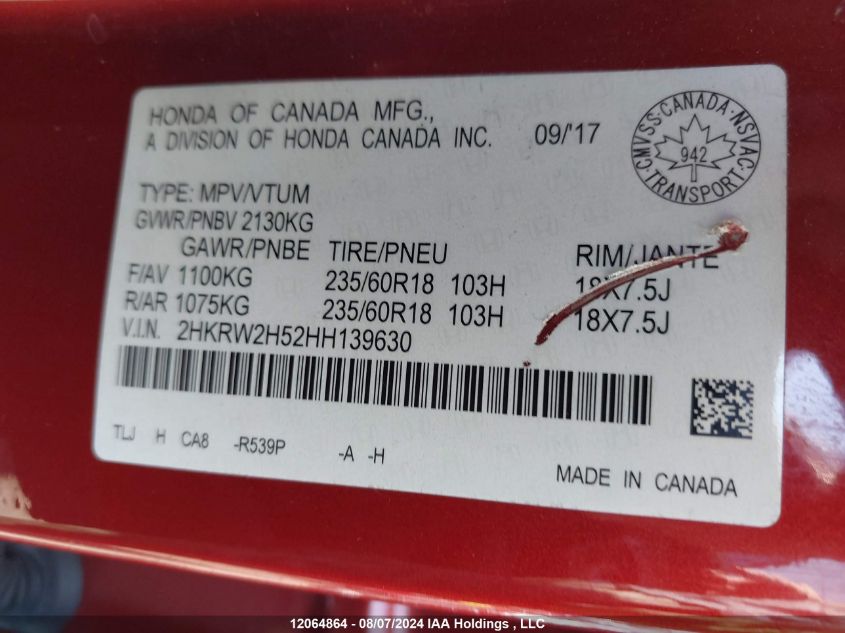 HONDA OF CANADA MFG.,
A DIVISION OF HONDA CANADA INC. 09/'17
CMVSS·CANADA·NSVAC·TRANSPORT·
942
TYPE: MPV/VTUM
GVWR/PNBV 2130KG
GAWR/PNBE TIRE/PNEU RIM/JANTE
F/AV 1100KG 235/60R18 103H 18X7.5J
R/AR 1075KG 235/60R18 103H 18X7.5J
V.I.N. 2HKRW2H52HH139630
TLJ H CA8 -R539P -A -H
MADE IN CANADA
12064864 - 08/07/2024 IAA Holdings , LLC